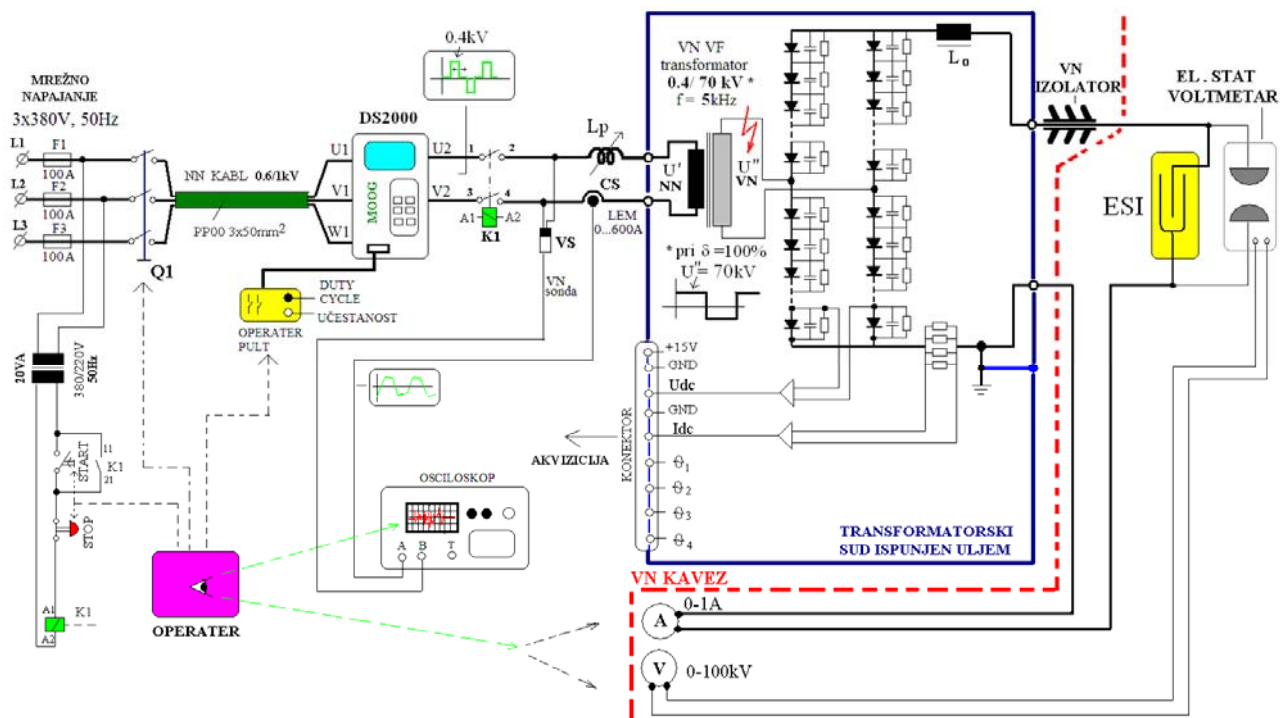 MREŽNO
NAPAJANJE
3x380V, 50Hz
L1
F1
100A
L2
F2
100A
L3
F3
100A
Q1
NN KABL 0.6/1kV
PP00 3x50mm²
0.4kV
DS2000
U1
V1
W1
MOOG
U2
V2
1
2
3
4
A1
A2
K1
Lp
CS
LEM
0...600A
VS
VN
sonda
DUTY
CYCLE
UČESTANOST
OPERATER
PULT
20VA
380/220V
50Hz
START
11
K1
21
STOP
A1
K1
A2
OPERATER
OSCILOSKOP
A
B
T
AKVIZICIJA
VN VF
transformator
0.4/ 70 kV *
f = 5kHz
U'
NN
U"
VN
* pri δ =100%
U"= 70kV
Lo
KONEKTOR
+15V
GND
Udc
GND
Idc
ϑ1
ϑ2
ϑ3
ϑ4
TRANSFORMATORSKI
SUD ISPUNJEN ULJEM
VN
IZOLATOR
EL. STAT
VOLTMETAR
ESI
VN KAVEZ
A
0-1A
V
0-100kV